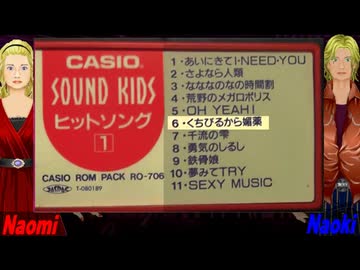 CASIO
SOUND KIDS
ヒットソング
1
CASIO ROM PACK RO-706
T-080189
1・あいにきてI・NEED・YOU
2・さよなら人類
3・なななのなの時間割
4・荒野のメガロポリス
5・OH YEAH!
6・くちびるから媚薬
7・千流の雫
8・勇気のしるし
9・鉄骨娘
10・夢みてTRY
11・SEXY MUSIC
Naomi
Naoki